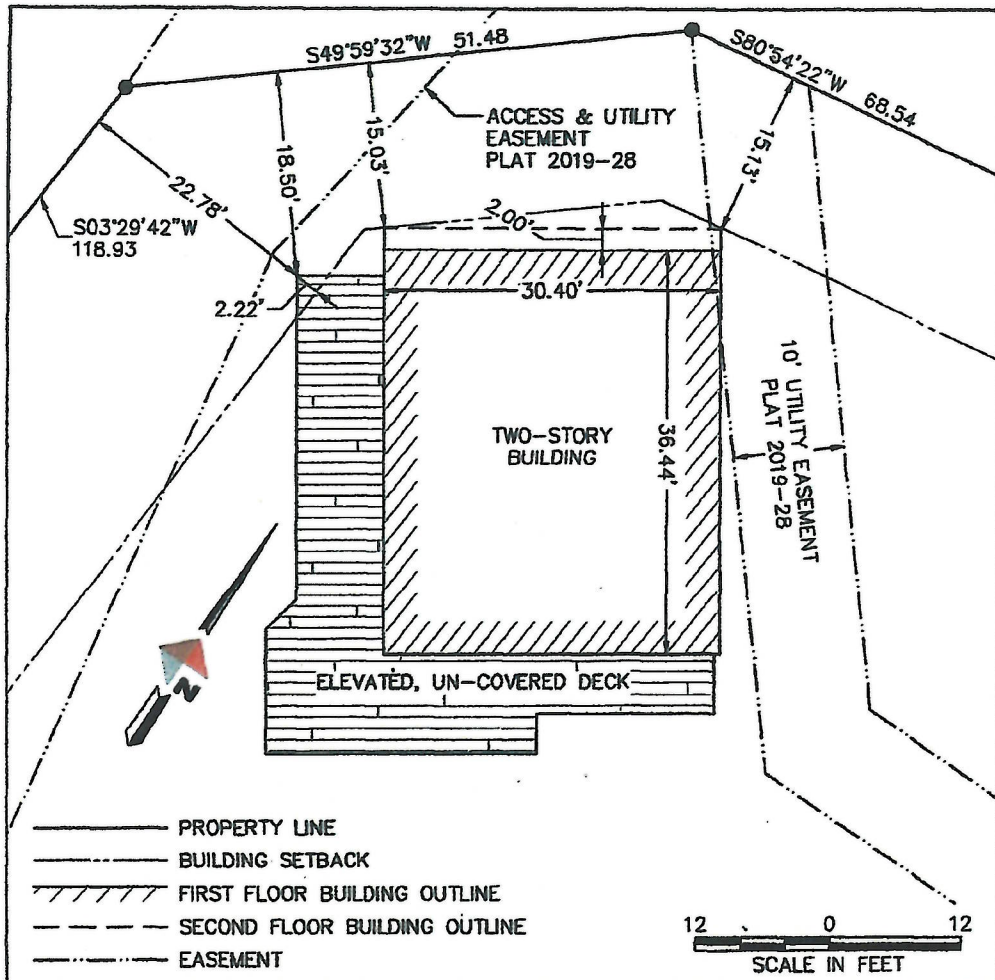 S49°59'32"W 51.48
S80°54'22"W 68.54
ACCESS & UTILITY
EASEMENT
PLAT 2019-28
15.03'
18.50'
15.13'
22.78'
2.00'
S03°29'42"W
118.93
30.40'
2.22'
10' UTILITY EASEMENT
PLAT 2019-28
TWO-STORY
BUILDING
36.44'
N
ELEVATED, UN-COVERED DECK
PROPERTY LINE
BUILDING SETBACK
FIRST FLOOR BUILDING OUTLINE
SECOND FLOOR BUILDING OUTLINE
EASEMENT
12 0 12
SCALE IN FEET